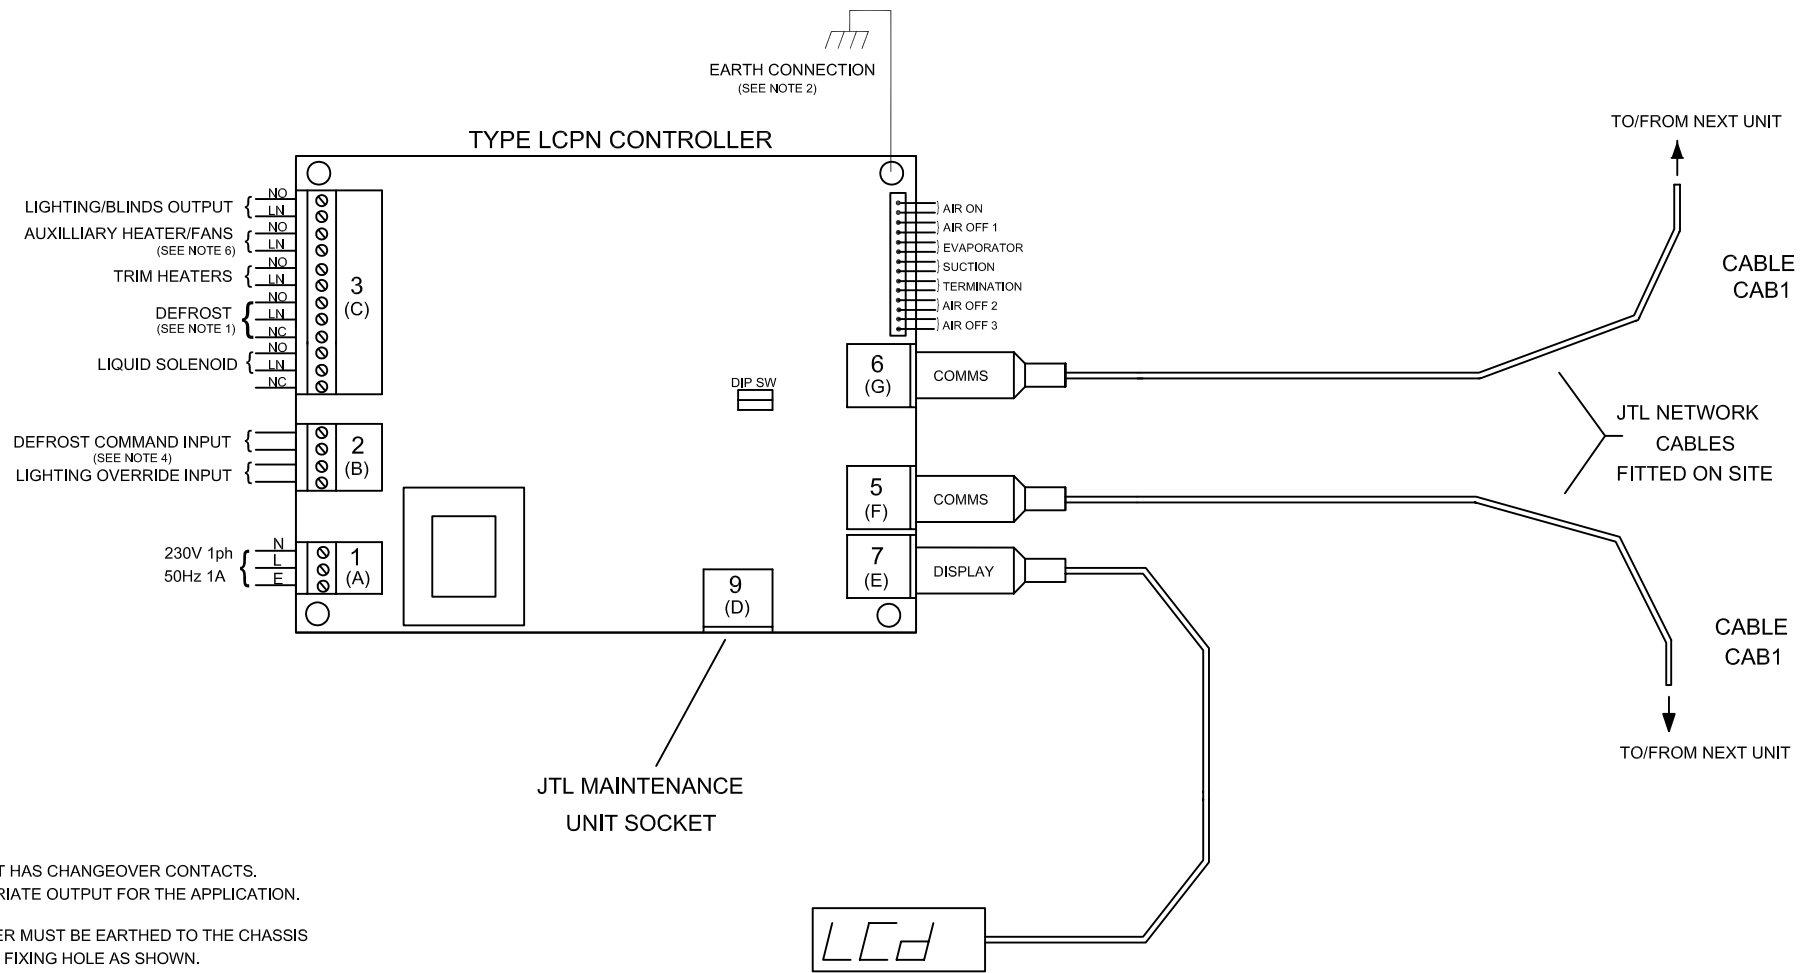 EARTH CONNECTION
(SEE NOTE 2)
TYPE LCPN CONTROLLER
TO/FROM NEXT UNIT
LIGHTING/BLINDS OUTPUT
NO
LN
AUXILLIARY HEATER/FANS
(SEE NOTE 6)
NO
LN
TRIM HEATERS
NO
LN
DEFROST
(SEE NOTE 1)
NO
LN
NC
LIQUID SOLENOID
NO
LN
NC
3
(C)
AIR ON
AIR OFF 1
EVAPORATOR
SUCTION
TERMINATION
AIR OFF 2
AIR OFF 3
CABLE
CAB1
DIP SW
6
(G)
COMMS
JTL NETWORK
CABLES
FITTED ON SITE
DEFROST COMMAND INPUT
(SEE NOTE 4)
LIGHTING OVERRIDE INPUT
2
(B)
5
(F)
COMMS
230V 1ph
50Hz 1A
N
L
E
1
(A)
7
(E)
DISPLAY
9
(D)
CABLE
CAB1
TO/FROM NEXT UNIT
JTL MAINTENANCE
UNIT SOCKET
T HAS CHANGEOVER CONTACTS.
RIATE OUTPUT FOR THE APPLICATION.
ER MUST BE EARTHED TO THE CHASSIS
FIXING HOLE AS SHOWN.
LCd